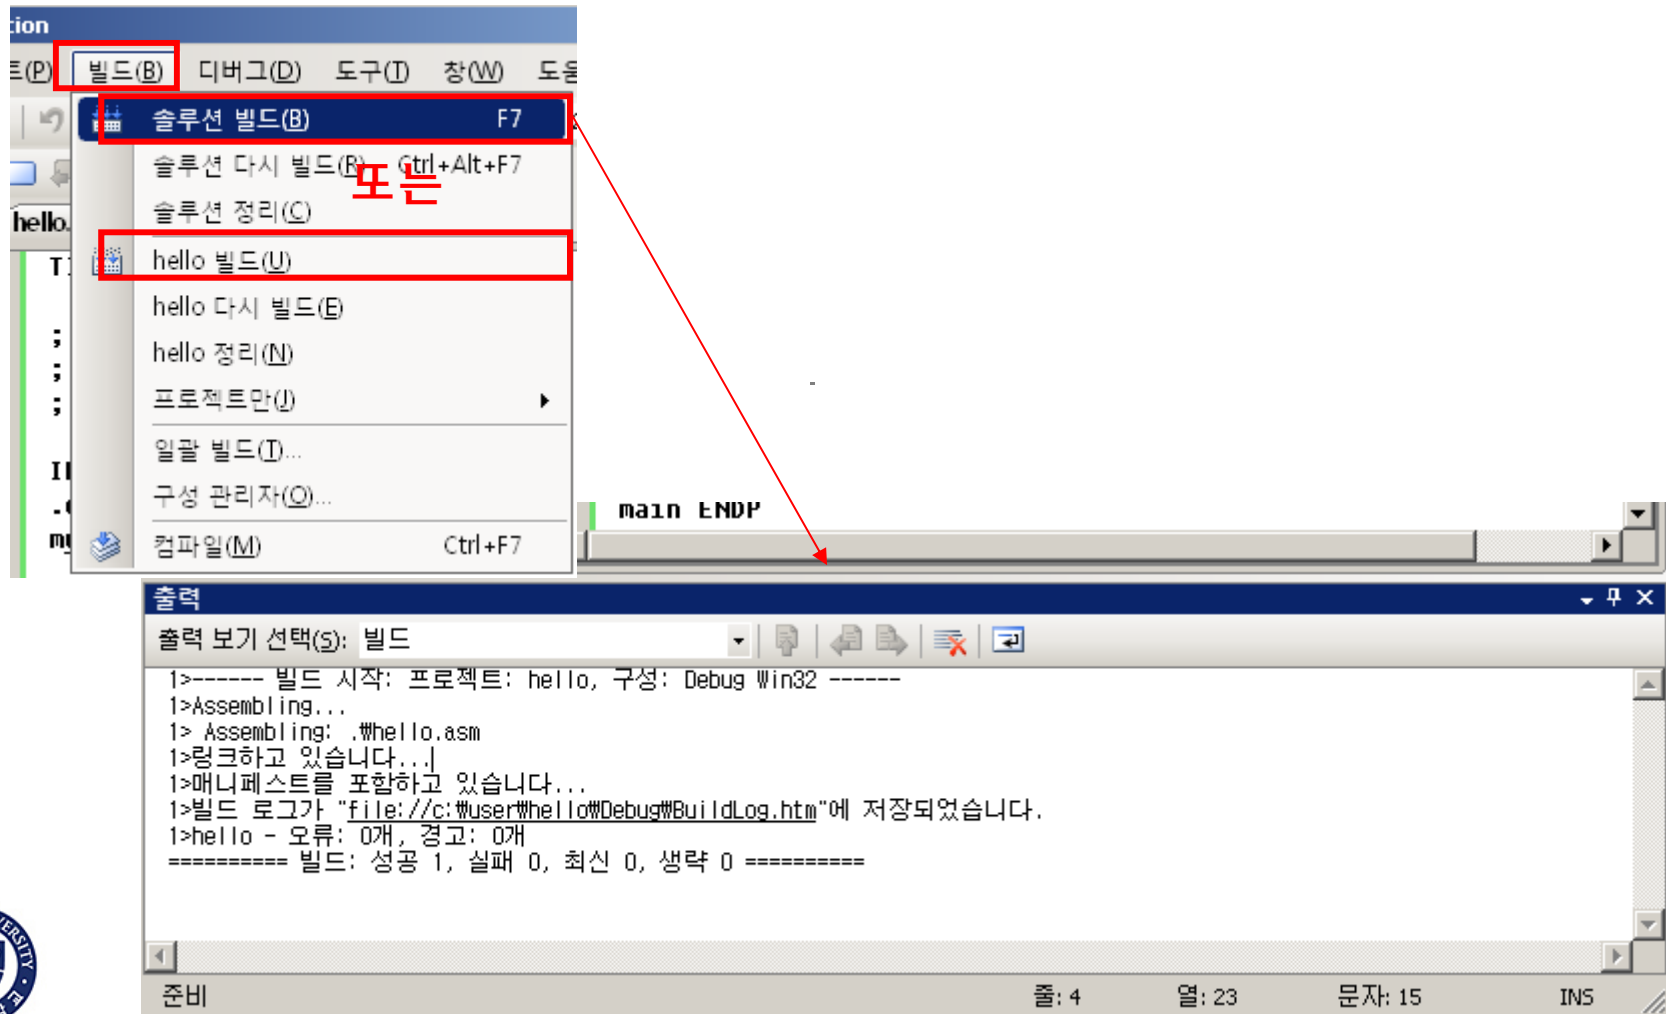 tion
트(P) 빌드(B) 디버그(D) 도구(T) 창(W) 도움
솔루션 빌드(B) F7
솔루션 다시 빌드(R) Ctrl+Alt+F7
또는
솔루션 정리(C)
hello.
hello 빌드(U)
hello 다시 빌드(E)
;
hello 정리(N)
;
프로젝트만(J)
;
일괄 빌드(T)...
구성 관리자(O)...
main ENDP
컴파일(M) Ctrl+F7
출력
출력 보기 선택(S): 빌드
1>------ 빌드 시작: 프로젝트: hello, 구성: Debug Win32 ------
1>Assembling...
1> Assembling: .₩hello.asm
1>링크하고 있습니다...
1>매니페스트를 포함하고 있습니다...
1>빌드 로그가 "file://c:₩user₩hello₩Debug₩BuildLog.htm"에 저장되었습니다.
1>hello - 오류: 0개, 경고: 0개
========== 빌드: 성공 1, 실패 0, 최신 0, 생략 0 ==========
준비 줄: 4 열: 23 문자: 15 INS